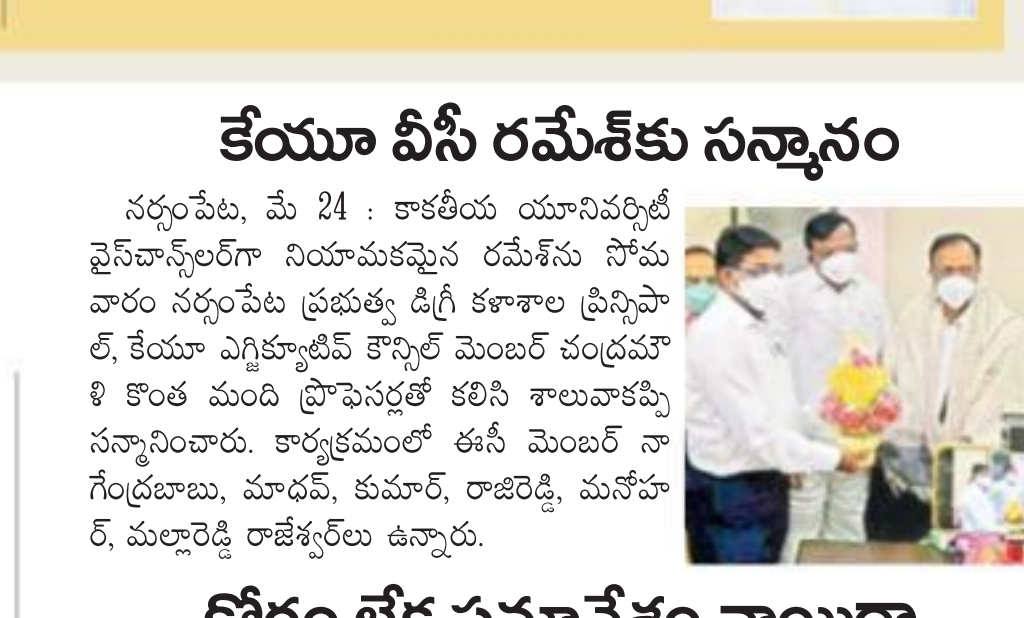 కేయూ వీసీ రమేశ్‌కు సన్మానం
నర్సంపేట, మే 24 : కాకతీయ యూనివర్సిటీ
వైస్‌చాన్స్‌లర్‌గా నియామకమైన రమేశ్‌ను సోమ
వారం నర్సంపేట ప్రభుత్వ డిగ్రీ కళాశాల ప్రిన్సిపా
ల్, కేయూ ఎగ్జిక్యూటివ్ కౌన్సిల్ మెంబర్ చంద్రమౌ
ళి కొంత మంది ప్రొఫెసర్లతో కలిసి శాలువాకప్పి
సన్మానించారు. కార్యక్రమంలో ఈసీ మెంబర్ నా
గేంద్రబాబు, మాధవ్, కుమార్, రాజిరెడ్డి, మనోహ
ర్, మల్లారెడ్డి రాజేశ్వర్‌లు ఉన్నారు.